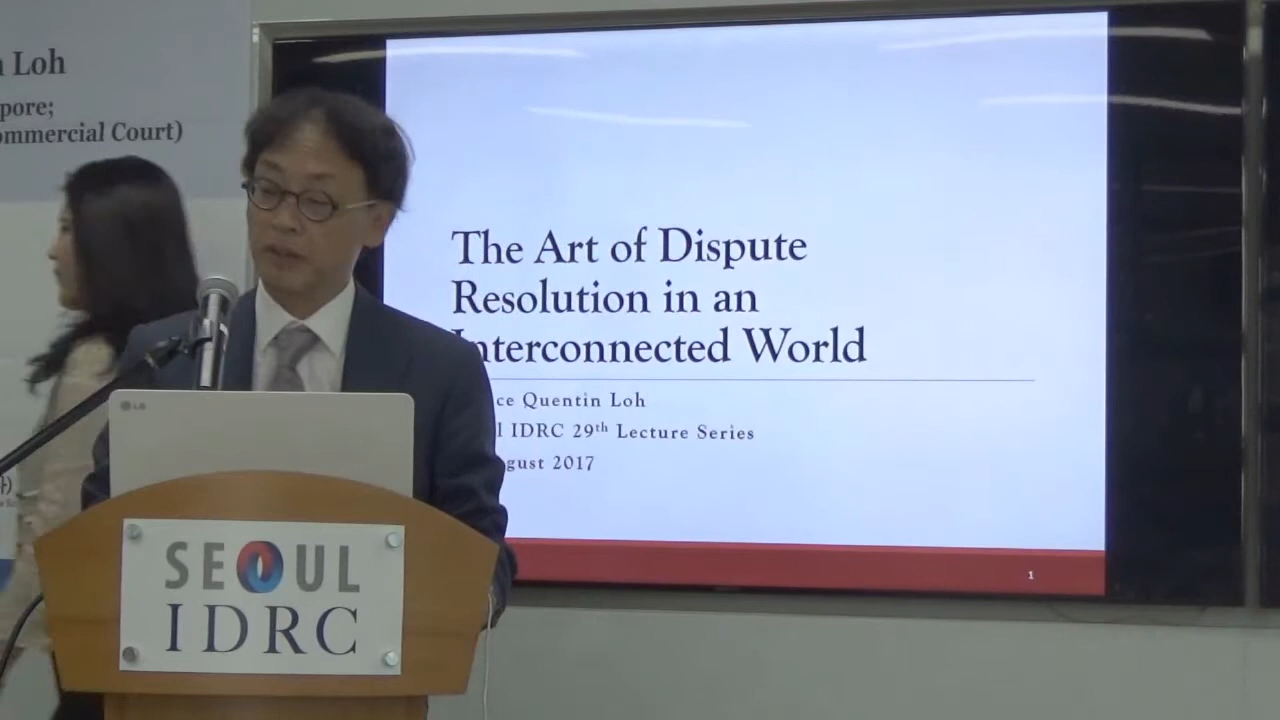 Loh
pore;
ommercial Court)
The Art of Dispute
Resolution in an
nterconnected World
ce Quentin Loh
l IDRC 29th Lecture Series
gust 2017
1
LG
SEOUL
IDRC